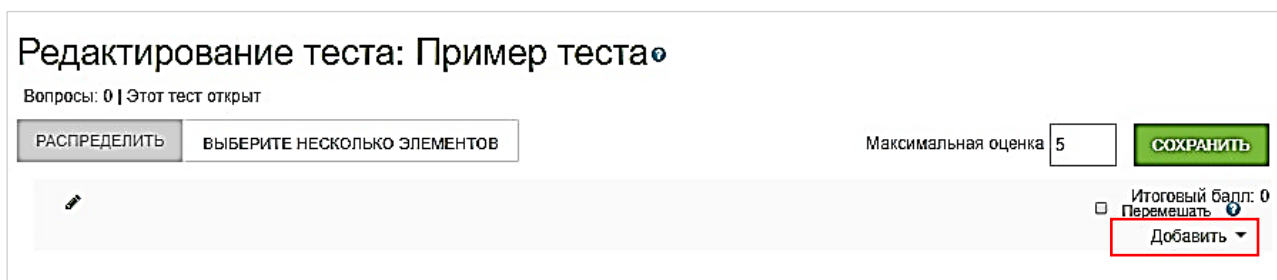 Редактирование теста: Пример теста
Вопросы: 0 | Этот тест открыт
РАСПРЕДЕЛИТЬ ВЫБЕРИТЕ НЕСКОЛЬКО ЭЛЕМЕНТОВ Максимальная оценка 5 СОХРАНИТЬ
Итоговый балл: 0
Перемешать
Добавить